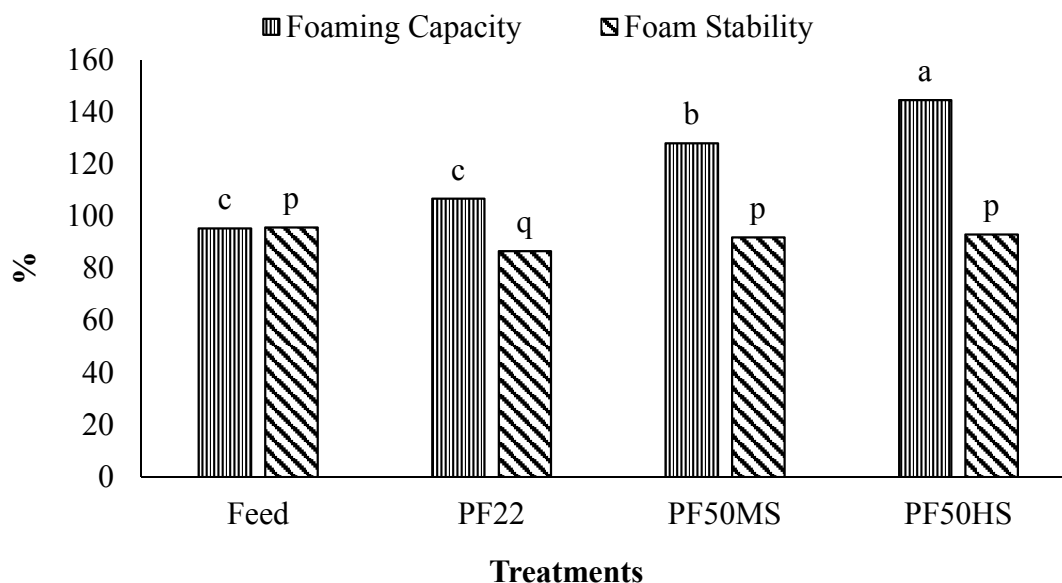 Foaming Capacity Foam Stability
160
140
120
100
80
60
40
20
0
%
c p c q b p a p
Feed PF22 PF50MS PF50HS
Treatments